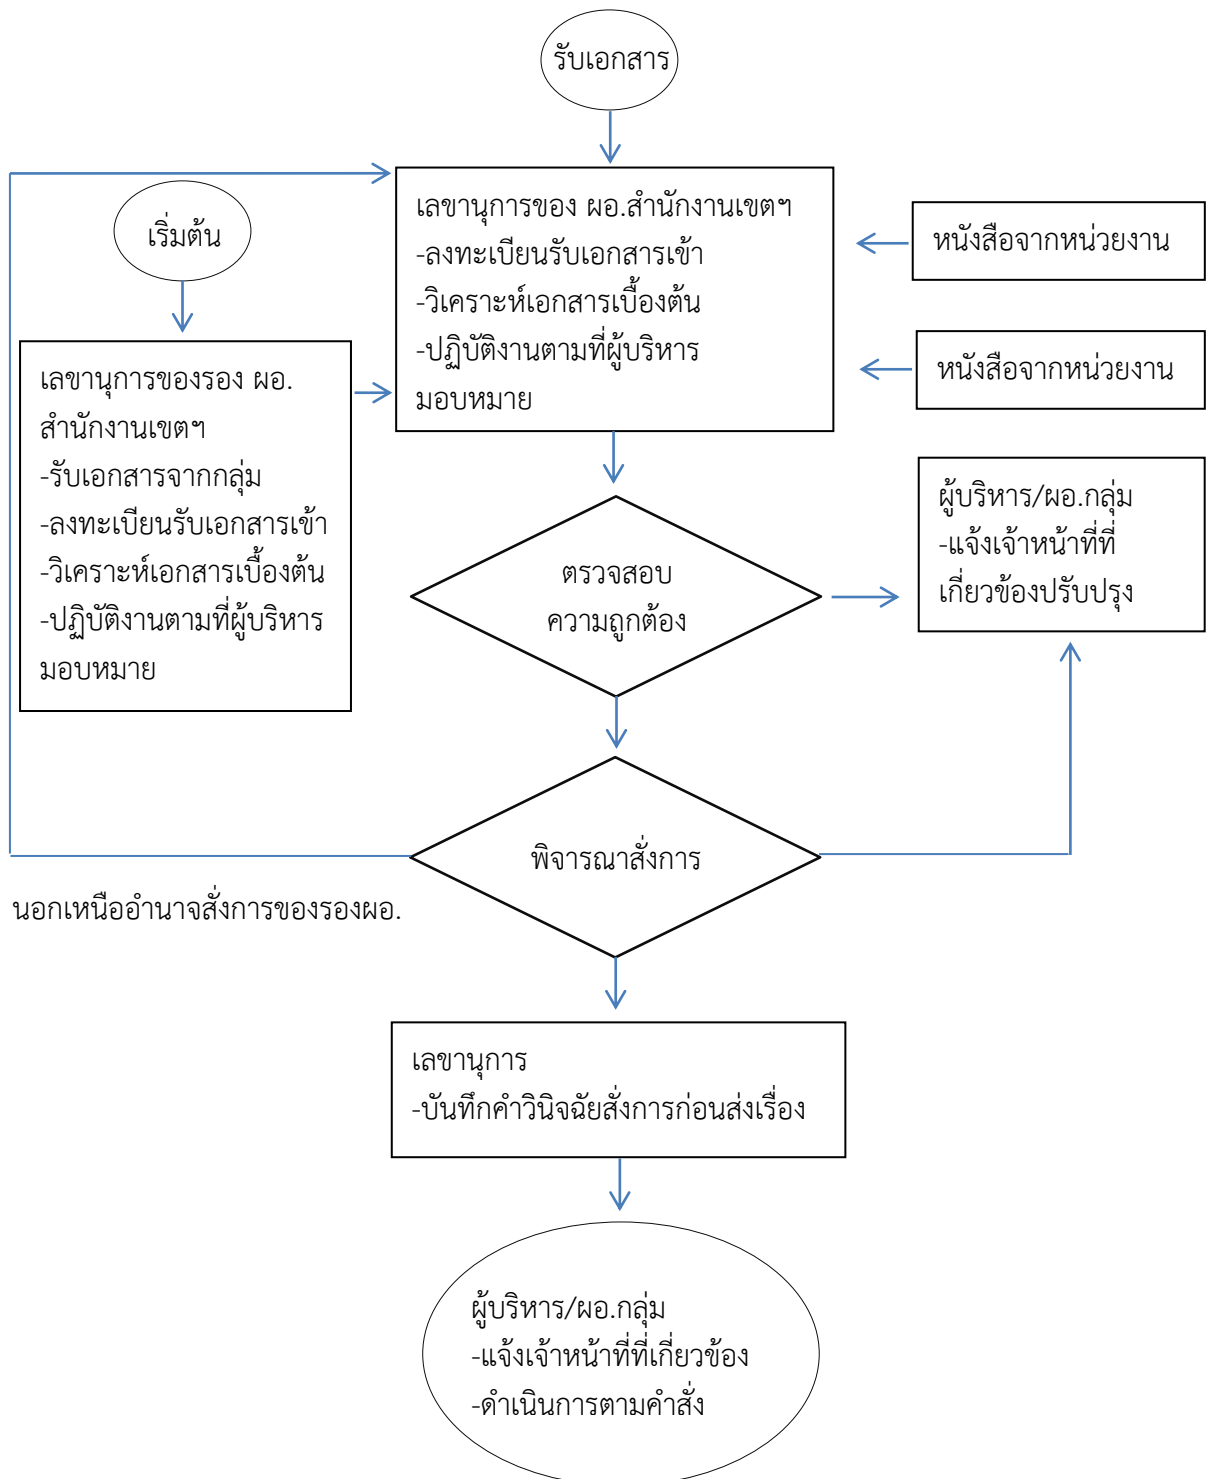 รับเอกสาร
เริ่มต้น
เลขานุการของ ผอ.สำนักงานเขตฯ
-ลงทะเบียนรับเอกสารเข้า
-วิเคราะห์เอกสารเบื้องต้น
-ปฏิบัติงานตามที่ผู้บริหาร
มอบหมาย
หนังสือจากหน่วยงาน
หนังสือจากหน่วยงาน
เลขานุการของรอง ผอ.
สำนักงานเขตฯ
-รับเอกสารจากกลุ่ม
-ลงทะเบียนรับเอกสารเข้า
-วิเคราะห์เอกสารเบื้องต้น
-ปฏิบัติงานตามที่ผู้บริหาร
มอบหมาย
ตรวจสอบ
ความถูกต้อง
ผู้บริหาร/ผอ.กลุ่ม
-แจ้งเจ้าหน้าที่ที่
เกี่ยวข้องปรับปรุง
พิจารณาสั่งการ
นอกเหนืออำนาจสั่งการของรองผอ.
เลขานุการ
-บันทึกคำวินิจฉัยสั่งการก่อนส่งเรื่อง
ผู้บริหาร/ผอ.กลุ่ม
-แจ้งเจ้าหน้าที่ที่เกี่ยวข้อง
-ดำเนินการตามคำสั่ง